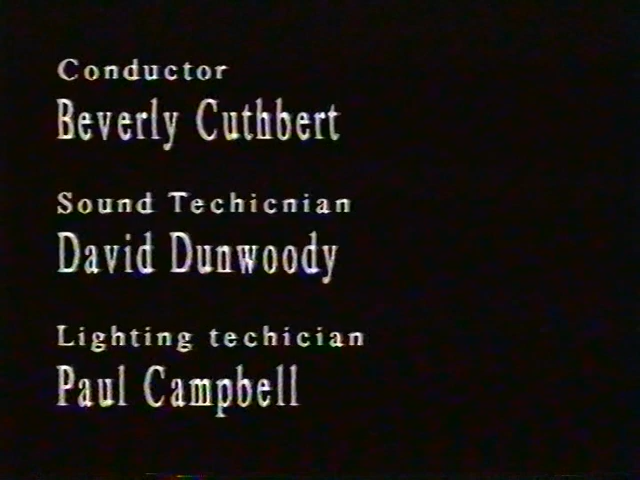 Conductor
Beverly Cuthbert
Sound Techicnian
David Dunwoody
Lighting techician
Paul Campbell